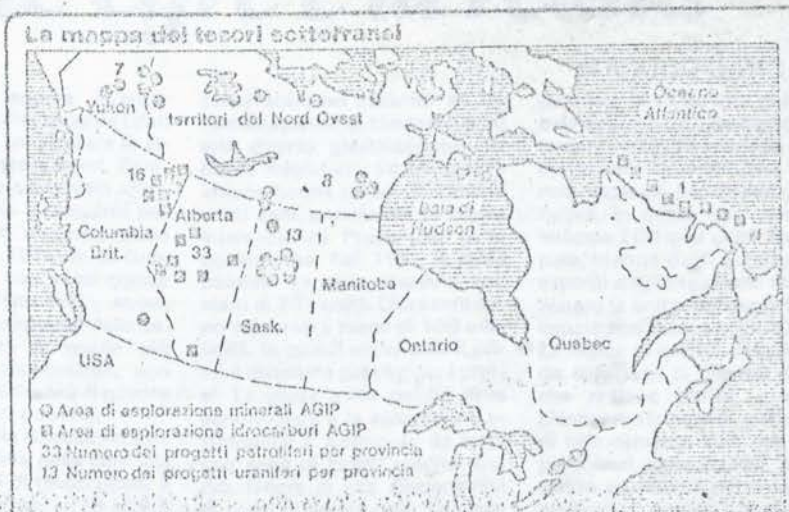 La mappa dei tesori sotterranei
7
Yukon
Territori del Nord Ovest
Oceano
Atlantico
16
8
1
Baia di
Hudson
Columbia
Brit.
Alberta
33
13
Manitoba
Sask.
USA
Ontario
Quebec
Area di esplorazione minerali AGIP
Area di esplorazione idrocarburi AGIP
33 Numero dei progetti petroliferi per provincia
13 Numero dei progetti uraniferi per provincia